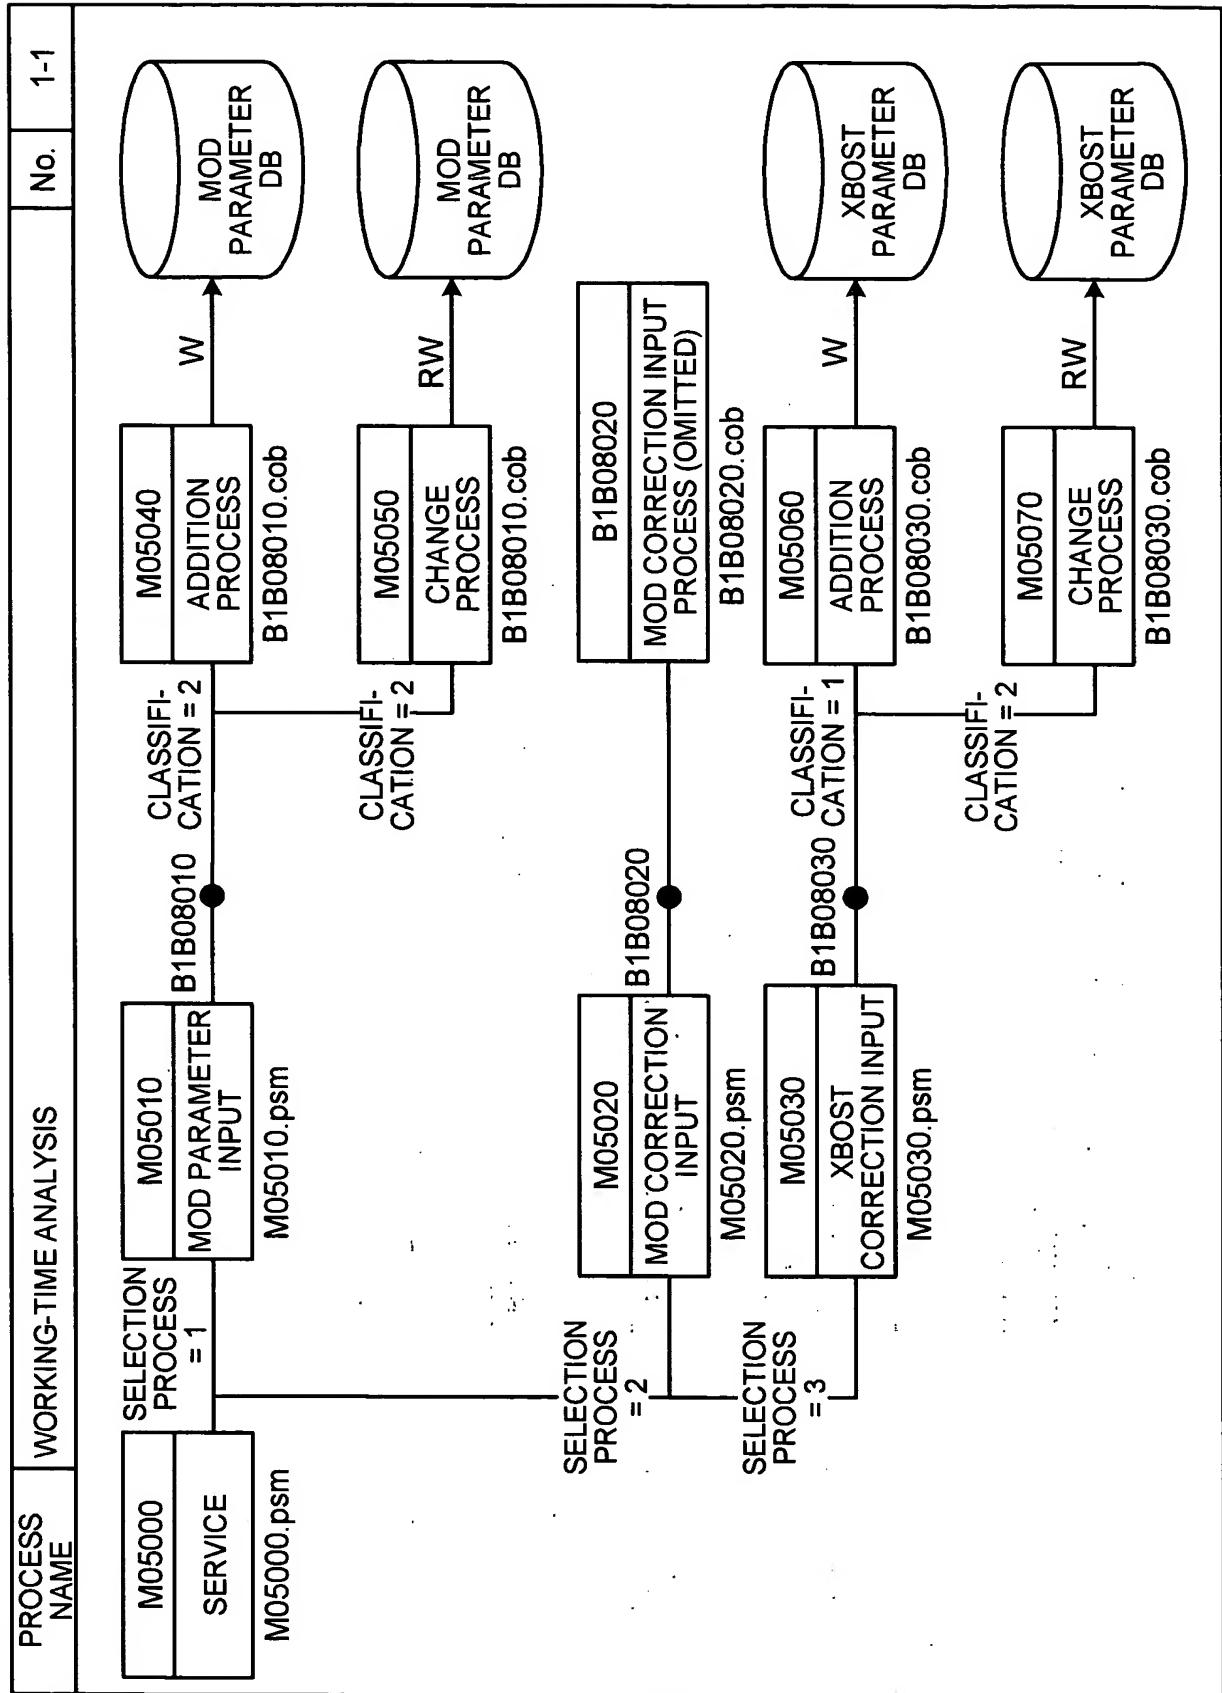 PROCESS
NAME
WORKING-TIME ANALYSIS
No.
1-1
M05000
SERVICE
M05000.psm
SELECTION
PROCESS
= 1
M05010
MOD PARAMETER
INPUT
M05010.psm
B1B08010
CLASSIFI-
CATION = 2
M05040
ADDITION
PROCESS
B1B08010.cob
W
MOD
PARAMETER
DB
CLASSIFI-
CATION = 2
M05050
CHANGE
PROCESS
B1B08010.cob
RW
MOD
PARAMETER
DB
SELECTION
PROCESS
= 2
M05020
MOD CORRECTION
INPUT
M05020.psm
B1B08020
B1B08020
MOD CORRECTION INPUT
PROCESS (OMITTED)
B1B08020.cob
SELECTION
PROCESS
= 3
M05030
XBOST
CORRECTION INPUT
M05030.psm
B1B08030
CLASSIFI-
CATION = 1
M05060
ADDITION
PROCESS
B1B08030.cob
W
XBOST
PARAMETER
DB
CLASSIFI-
CATION = 2
M05070
CHANGE
PROCESS
B1B08030.cob
RW
XBOST
PARAMETER
DB